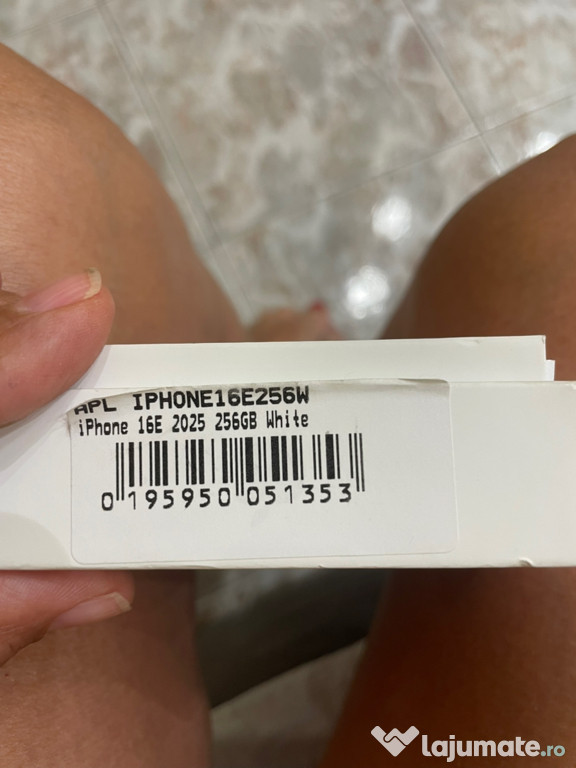 APL IPHONE16E256W
iPhone 16E 2025 256GB White
0 195950 051353
lajumate.ro